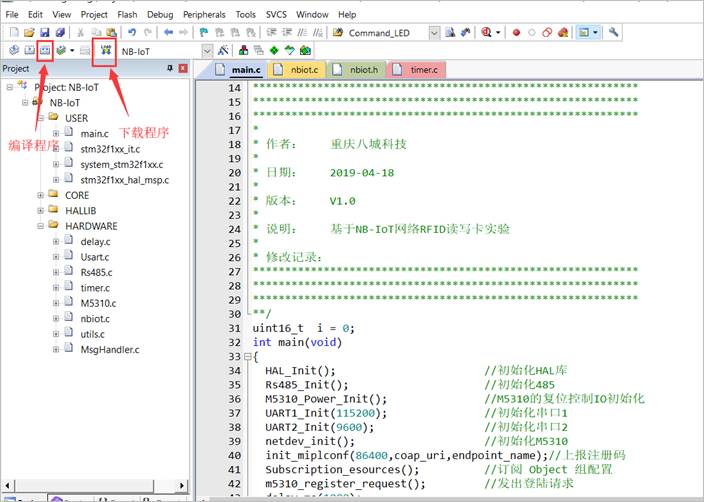 File Edit View Project Flash Debug Peripherals Tools SVCS Window Help
Command_LED
LOAD
NB-IoT
Project
main.c nbiot.c nbiot.h timer.c
Project: NB-IoT
NB-IoT
USER
main.c
stm32f1xx_it.c
system_stm32f1xx.c
stm32f1xx_hal_msp.c
CORE
HALLIB
HARDWARE
delay.c
Usart.c
Rs485.c
timer.c
M5310.c
nbiot.c
utils.c
MsgHandler.c
编译程序
下载程序
14 *******************************************************
15 *******************************************************
16 *******************************************************
17 *
18 * 作者: 重庆八城科技
19 *
20 * 日期: 2019-04-18
21 *
22 * 版本: V1.0
23 *
24 * 说明: 基于NB-IoT网络RFID读写卡实验
25 *
26 * 修改记录:
27 *******************************************************
28 *******************************************************
29 *******************************************************
30 **/
31 uint16_t i = 0;
32 int main(void)
33 {
34 HAL_Init(); //初始化HAL库
35 Rs485_Init(); //初始化485
36 M5310_Power_Init(); //M5310的复位控制IO初始化
37 UART1_Init(115200); //初始化串口1
38 UART2_Init(9600); //初始化串口2
39 netdev_init(); //初始化M5310
40 init_miplconf(86400,coap_uri,endpoint_name);//上报注册码
41 Subscription_esources(); //订阅 Object 组配置
42 m5310_register_request(); //发出登陆请求